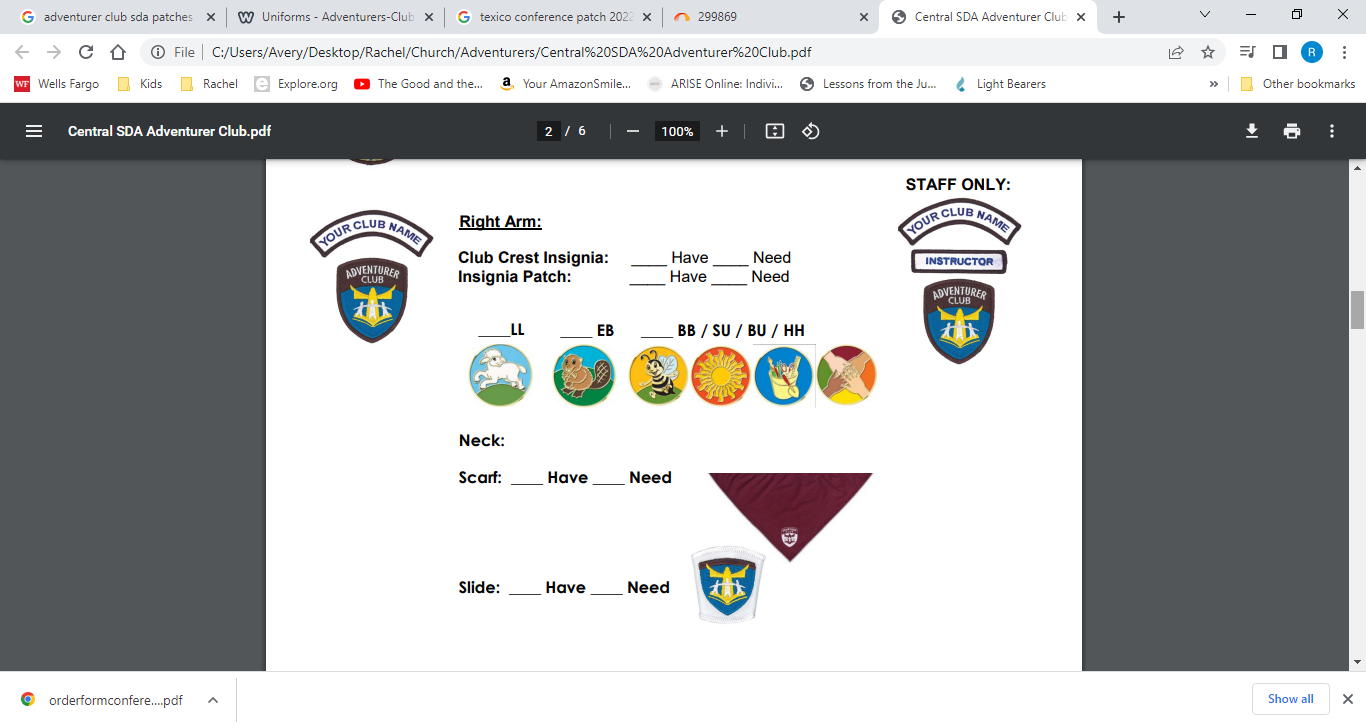 adventurer club sda patches
Uniforms - Adventurers-Club
texico conference patch 2022
299869
Central SDA Adventurer Club
File
C:/Users/Avery/Desktop/Rachel/Church/Adventurers/Central%20SDA%20Adventurer%20Club.pdf
R
WF Wells Fargo
Kids
Rachel
Explore.org
The Good and the...
a Your AmazonSmile...
ARISE Online: Indivi...
Lessons from the Ju...
Light Bearers
»
Other bookmarks
Central SDA Adventurer Club.pdf
2 / 6
100%
STAFF ONLY:
YOUR CLUB NAME
ADVENTURER
CLUB
Right Arm:
Club Crest Insignia: ____ Have ____ Need
Insignia Patch: ____ Have ____ Need
YOUR CLUB NAME
INSTRUCTOR
ADVENTURER
CLUB
____LL ____ EB ____ BB / SU / BU / HH
Neck:
Scarf: ____ Have ____ Need
Slide: ____ Have ____ Need
orderformconfere....pdf
Show all